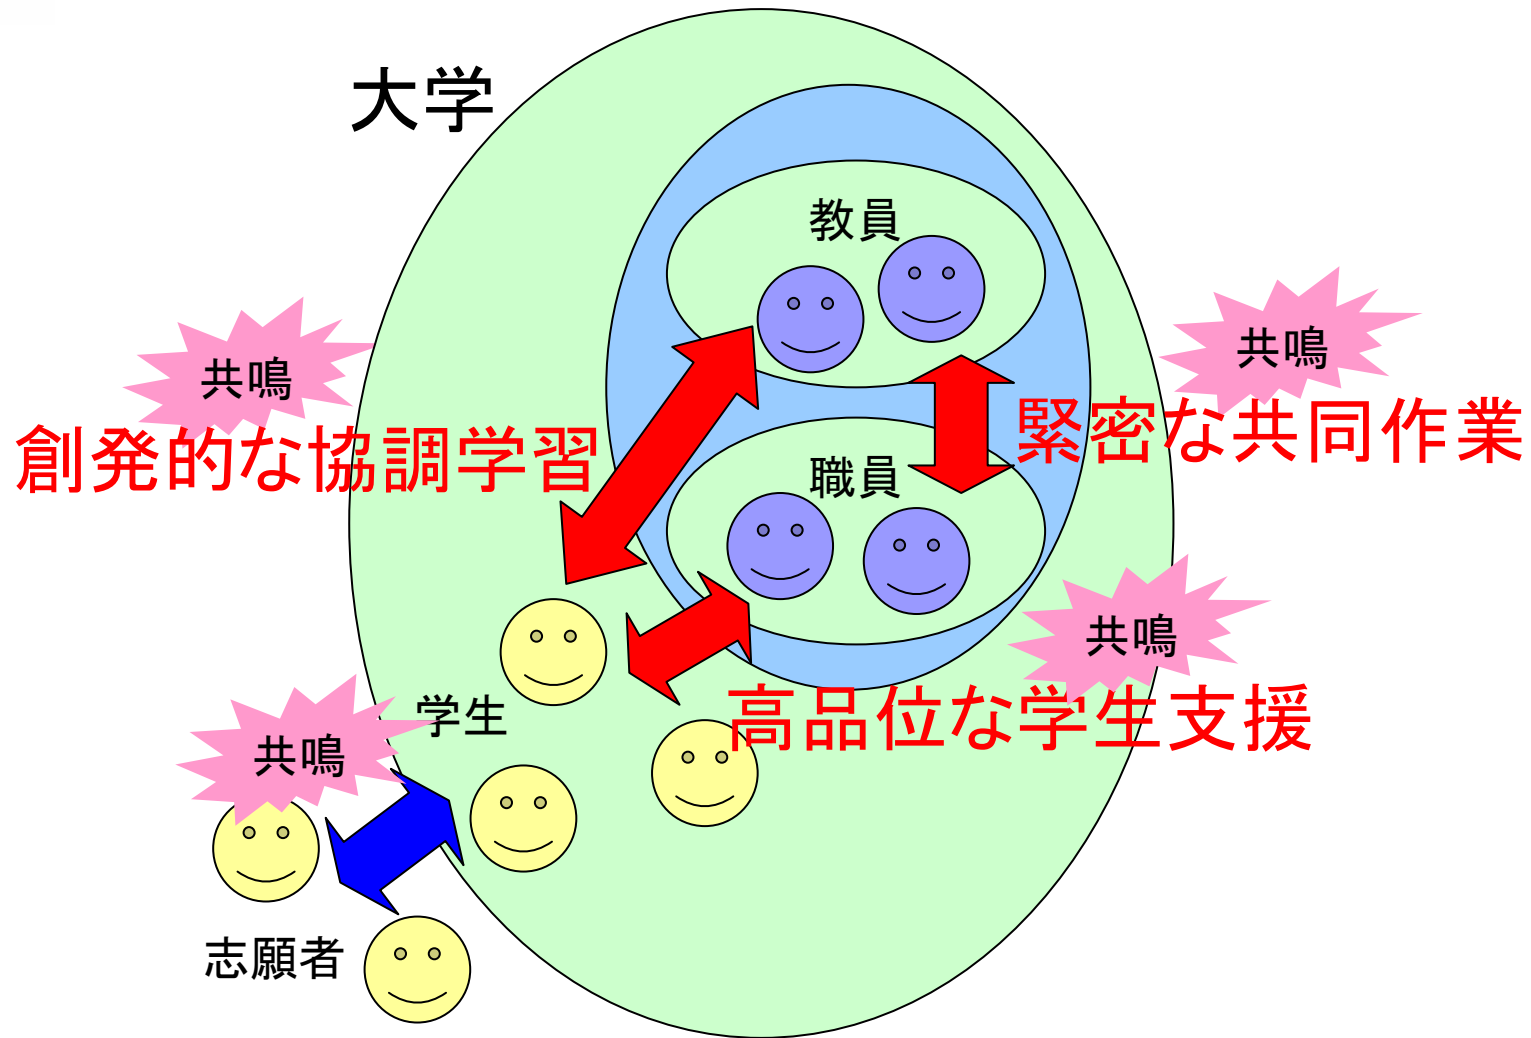 大学
教員
共鳴
共鳴
創発的な協調学習
緊密な共同作業
職員
共鳴
学生
高品位な学生支援
共鳴
志願者